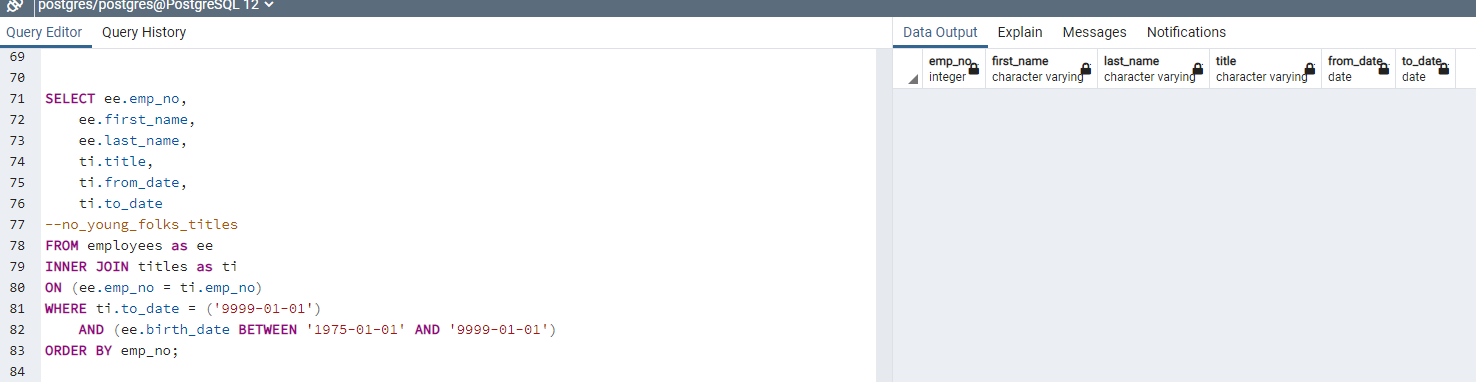 postgres/postgres@PostgreSQL 12
Query Editor Query History
Data Output Explain Messages Notifications
emp_no first_name last_name title from_date to_date
integer character varying character varying character varying date date
69
70
71 SELECT ee.emp_no,
72 ee.first_name,
73 ee.last_name,
74 ti.title,
75 ti.from_date,
76 ti.to_date
77 --no_young_folks_titles
78 FROM employees as ee
79 INNER JOIN titles as ti
80 ON (ee.emp_no = ti.emp_no)
81 WHERE ti.to_date = ('9999-01-01')
82 AND (ee.birth_date BETWEEN '1975-01-01' AND '9999-01-01')
83 ORDER BY emp_no;
84